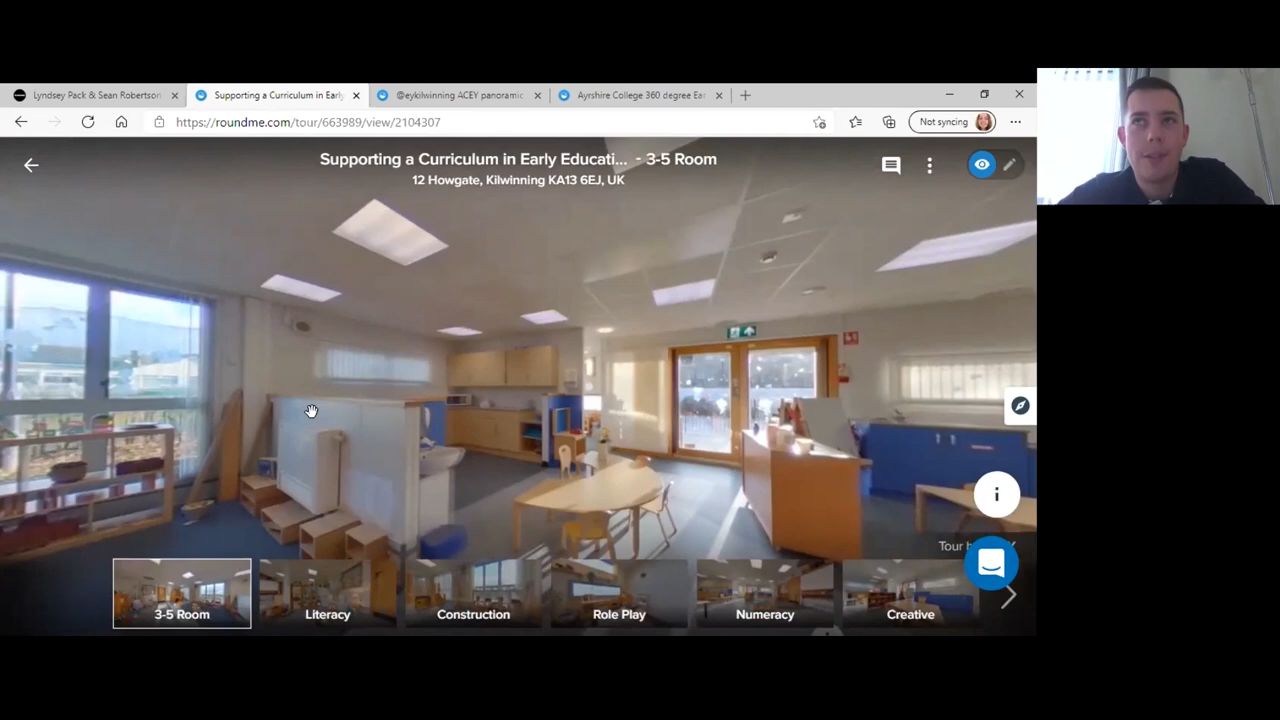 Lyndsey Pack & Sean Robertson
Supporting a Curriculum in Early
@eykilwinning ACEY panoramic
Ayrshire College 360 degree Ear
https://roundme.com/tour/663989/view/2104307
Not syncing
Supporting a Curriculum in Early Educati... - 3-5 Room
12 Howgate, Kilwinning KA13 6EJ, UK
i
Tour
3-5 Room
Literacy
Construction
Role Play
Numeracy
Creative